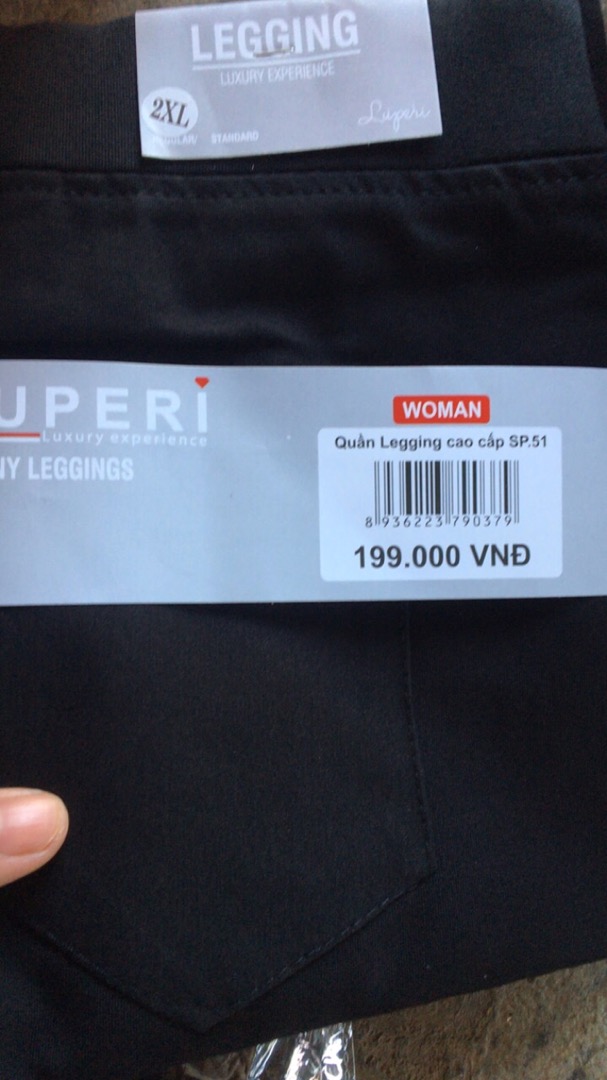 LEGGING
LUXURY EXPERIENCE
2XL
Luperi
REGULAR/ STANDARD
UPERi
Luxury experience
NY LEGGINGS
WOMAN
Quần Legging cao cấp SP.51
8 936223 790379
199.000 VNĐ